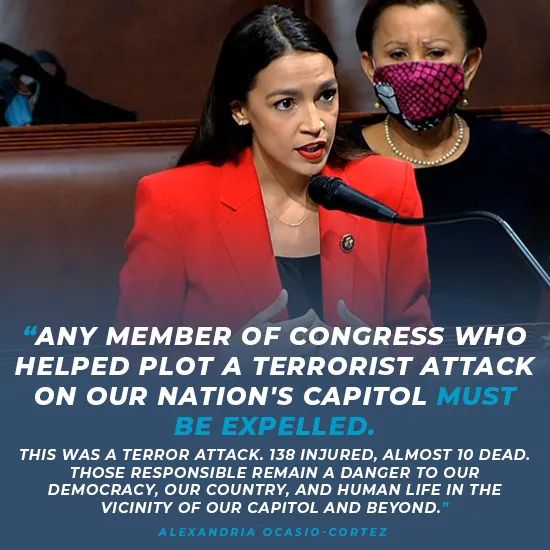 “ANY MEMBER OF CONGRESS WHO
HELPED PLOT A TERRORIST ATTACK
ON OUR NATION'S CAPITOL MUST
BE EXPELLED.
THIS WAS A TERROR ATTACK. 138 INJURED, ALMOST 10 DEAD.
THOSE RESPONSIBLE REMAIN A DANGER TO OUR
DEMOCRACY, OUR COUNTRY, AND HUMAN LIFE IN THE
VICINITY OF OUR CAPITOL AND BEYOND.”
ALEXANDRIA OCASIO-CORTEZ